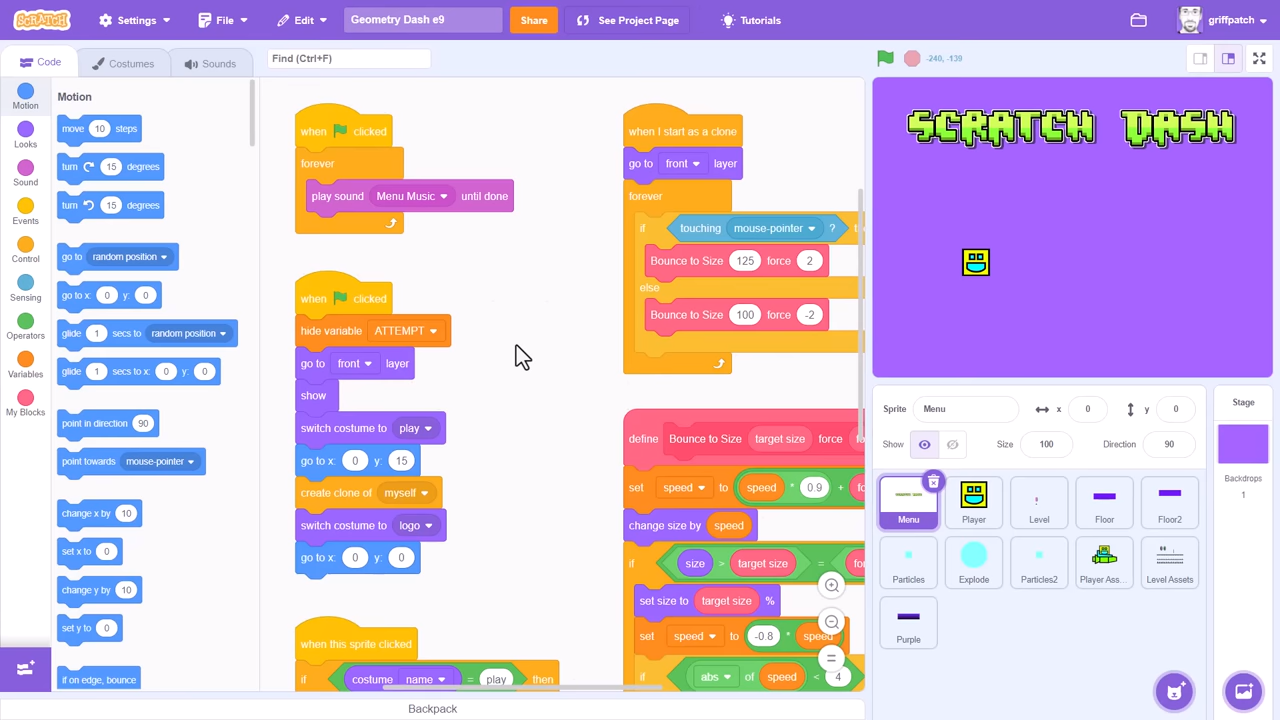 SCRATCH
Settings
File
Edit
Geometry Dash e9
Share
See Project Page
Tutorials
griffpatch
Code
Costumes
Sounds
Find (Ctrl+F)
-240, -139
Motion
Looks
Sound
Events
Control
Sensing
Operators
Variables
My Blocks
Motion
move 10 steps
turn 15 degrees
turn 15 degrees
go to random position
go to x: 0 y: 0
glide 1 secs to random position
glide 1 secs to x: 0 y: 0
point in direction 90
point towards mouse-pointer
change x by 10
set x to 0
change y by 10
set y to 0
if on edge, bounce
when clicked
forever
play sound Menu Music until done
when clicked
hide variable ATTEMPT
go to front layer
show
switch costume to play
go to x: 0 y: 15
create clone of myself
switch costume to logo
go to x: 0 y: 0
when this sprite clicked
if costume name = play then
when I start as a clone
go to front layer
forever
if touching mouse-pointer ?
Bounce to Size 125 force 2
else
Bounce to Size 100 force -2
define Bounce to Size target size force
set speed to speed * 0.9 +
change size by speed
if size > target size =
set size to target size %
set speed to -0.8 * speed
if abs of speed < 4
SCRATCH DASH
Sprite Menu x 0 y 0
Show Size 100 Direction 90
Menu
Player
Level
Floor
Floor2
Particles
Explode
Particles2
Player Ass...
Level Assets
Purple
Stage
Backdrops
1
Backpack